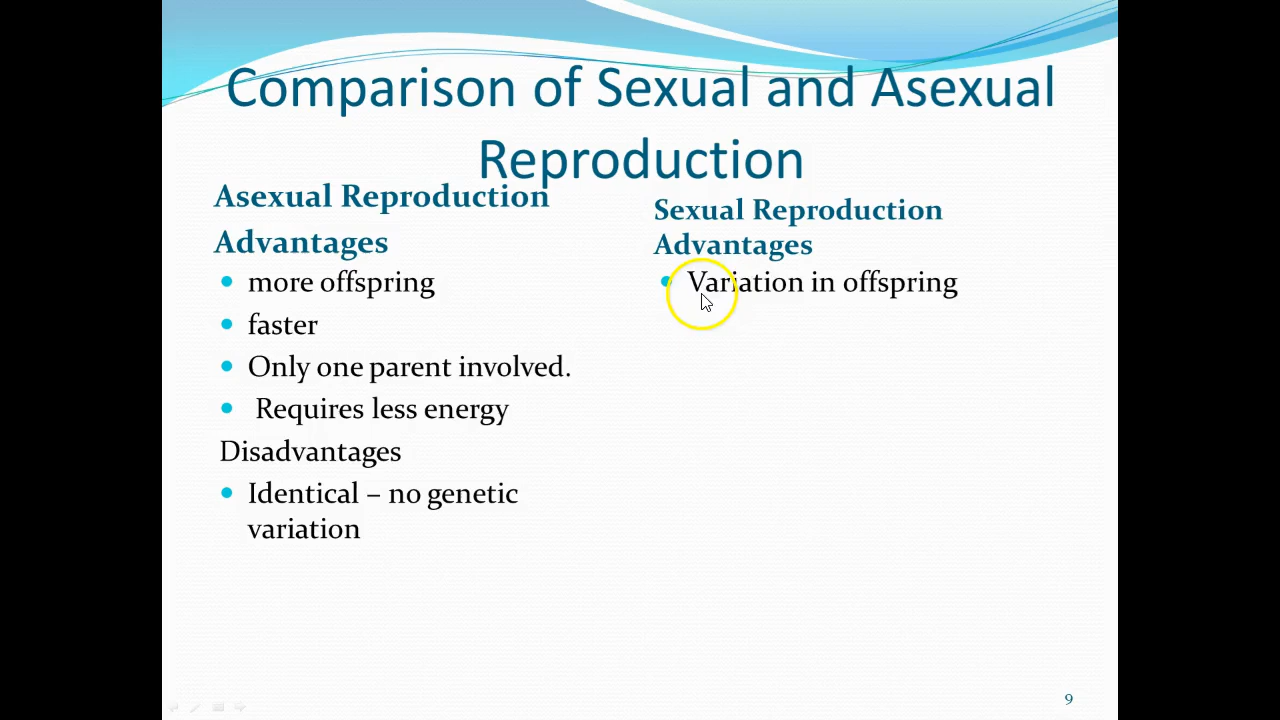 Comparison of Sexual and Asexual
Reproduction
Asexual Reproduction
Advantages
• more offspring
• faster
• Only one parent involved.
• Requires less energy
Disadvantages
• Identical – no genetic
variation
Sexual Reproduction
Advantages
• Variation in offspring
9